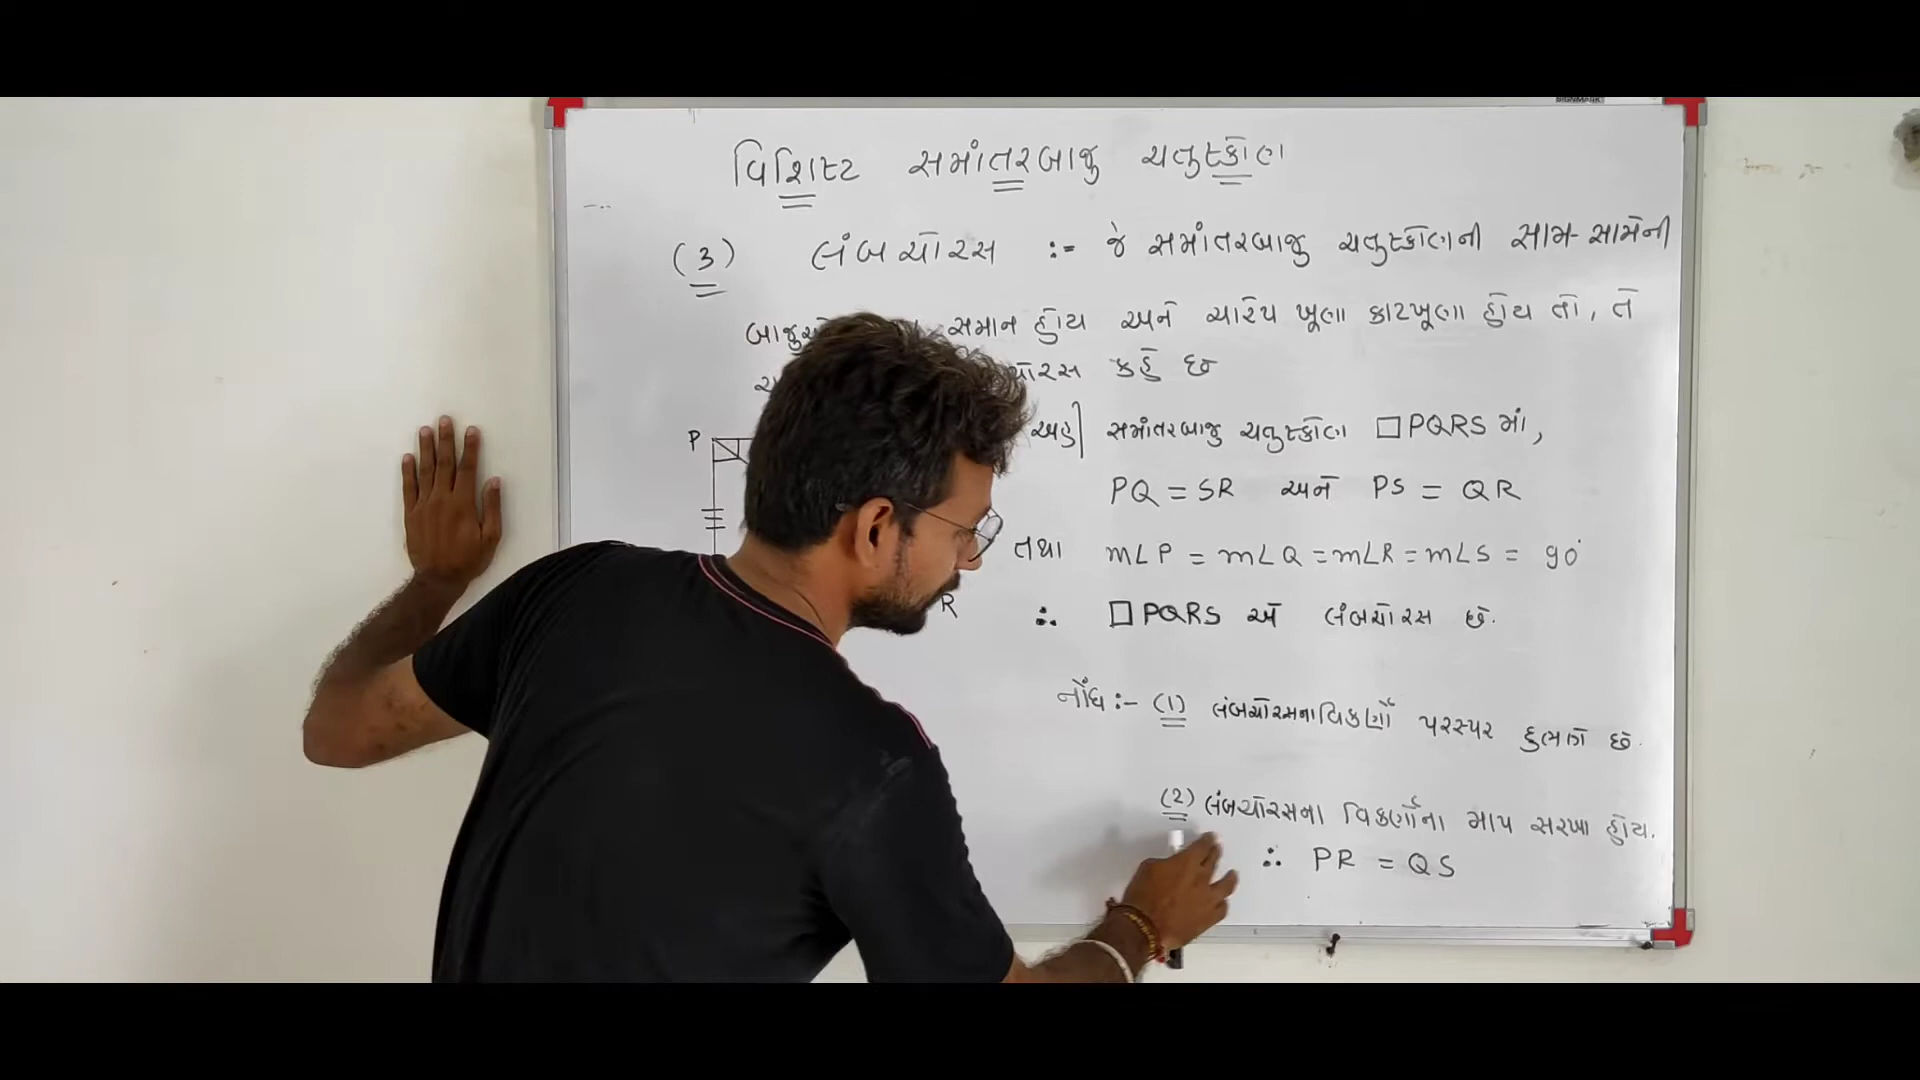 વિશિષ્ટ સમાંતરબાજુ ચતુષ્કોણ
(3) લંબચોરસ :- જે સમાંતરબાજુ ચતુષ્કોણની સામ-સામેની
સમાન હોય અને ચારેય ખૂણા કાટખૂણા હોય તો, તે
કહે છે
અહીં સમાંતરબાજુ ચતુષ્કોણ □PQRS માં,
P
PQ = SR અને PS = QR
તથા m∠P = m∠Q = m∠R = m∠S = 90°
R
∴ □PQRS એ લંબચોરસ છે.
નોંધ :- (1) લંબચોરસના વિકર્ણો પરસ્પર દુભાગે છે.
(2) લંબચોરસના વિકર્ણોના માપ સરખા હોય.
∴ PR = QS